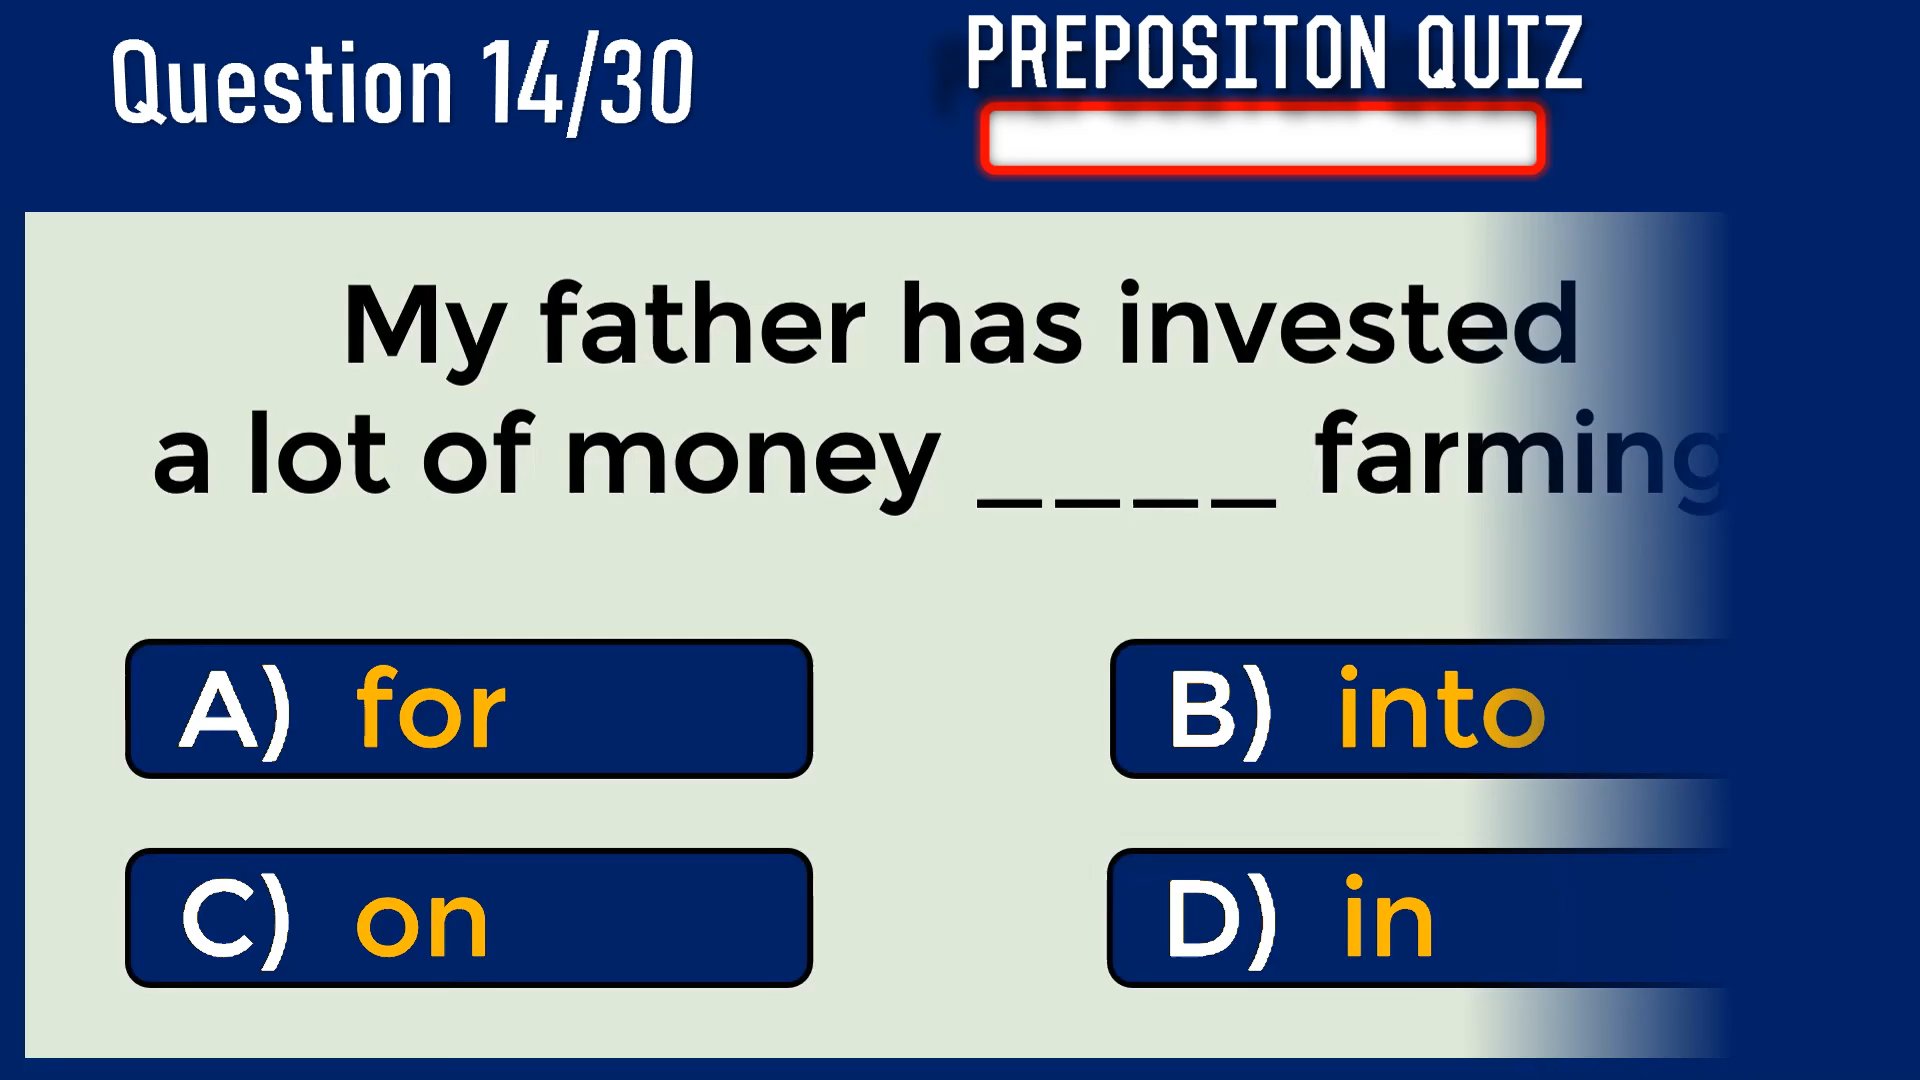 Question 14/30
PREPOSITON QUIZ
My father has invested
a lot of money ____ farming
A) for
B) into
C) on
D) in